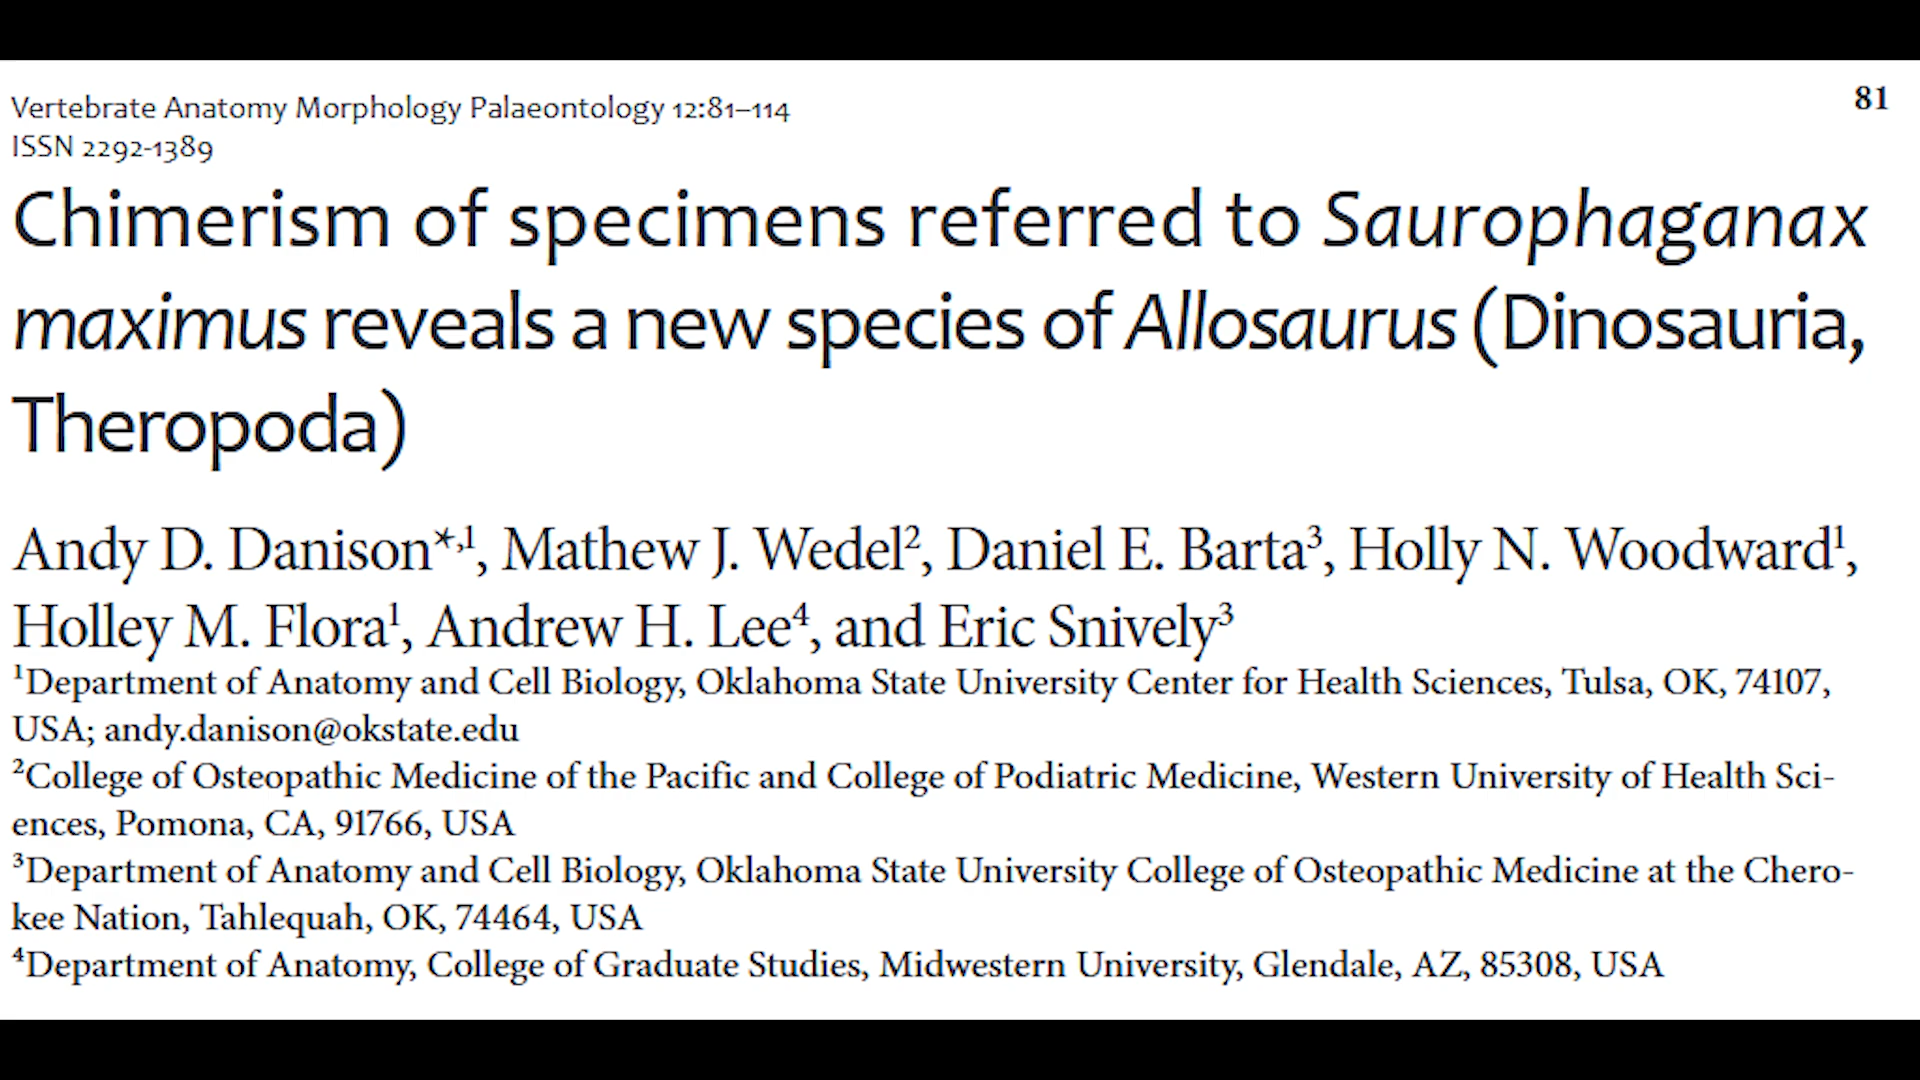 Vertebrate Anatomy Morphology Palaeontology 12:81–114
81
ISSN 2292-1389
Chimerism of specimens referred to Saurophaganax
maximus reveals a new species of Allosaurus (Dinosauria,
Theropoda)
Andy D. Danison*,¹, Mathew J. Wedel², Daniel E. Barta³, Holly N. Woodward¹,
Holley M. Flora¹, Andrew H. Lee⁴, and Eric Snively³
¹Department of Anatomy and Cell Biology, Oklahoma State University Center for Health Sciences, Tulsa, OK, 74107,
USA; andy.danison@okstate.edu
²College of Osteopathic Medicine of the Pacific and College of Podiatric Medicine, Western University of Health Sci-
ences, Pomona, CA, 91766, USA
³Department of Anatomy and Cell Biology, Oklahoma State University College of Osteopathic Medicine at the Chero-
kee Nation, Tahlequah, OK, 74464, USA
⁴Department of Anatomy, College of Graduate Studies, Midwestern University, Glendale, AZ, 85308, USA